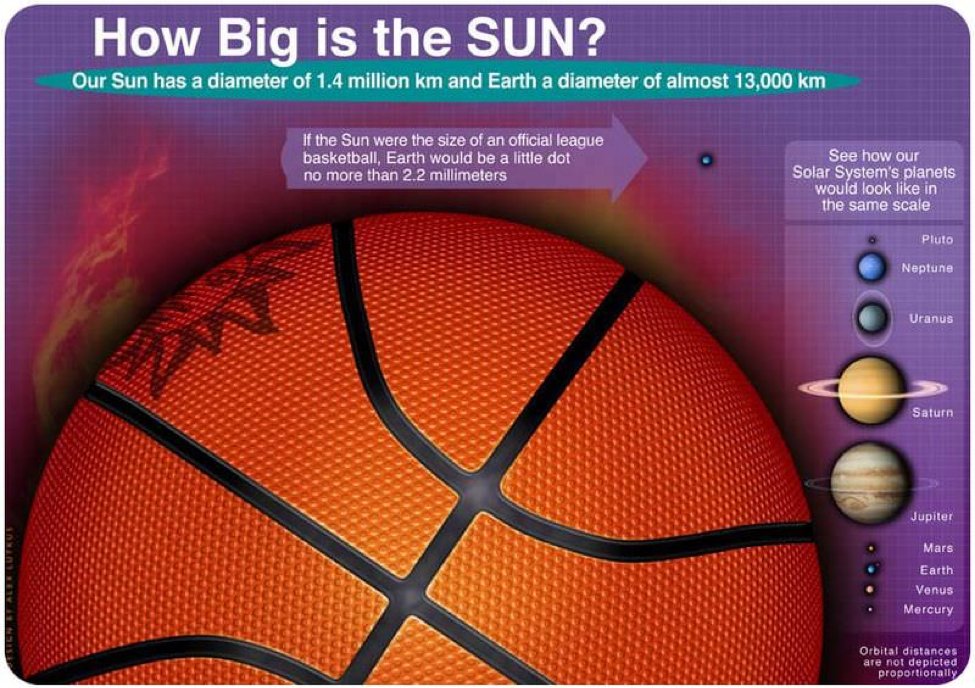 How Big is the SUN?
Our Sun has a diameter of 1.4 million km and Earth a diameter of almost 13,000 km
If the Sun were the size of an official league
basketball, Earth would be a little dot
no more than 2.2 millimeters
See how our
Solar System's planets
would look like in
the same scale
Pluto
Neptune
Uranus
Saturn
Jupiter
Mars
Earth
Venus
Mercury
Orbital distances
are not depicted
proportionally
DESIGN BY ALEX LUTKUS